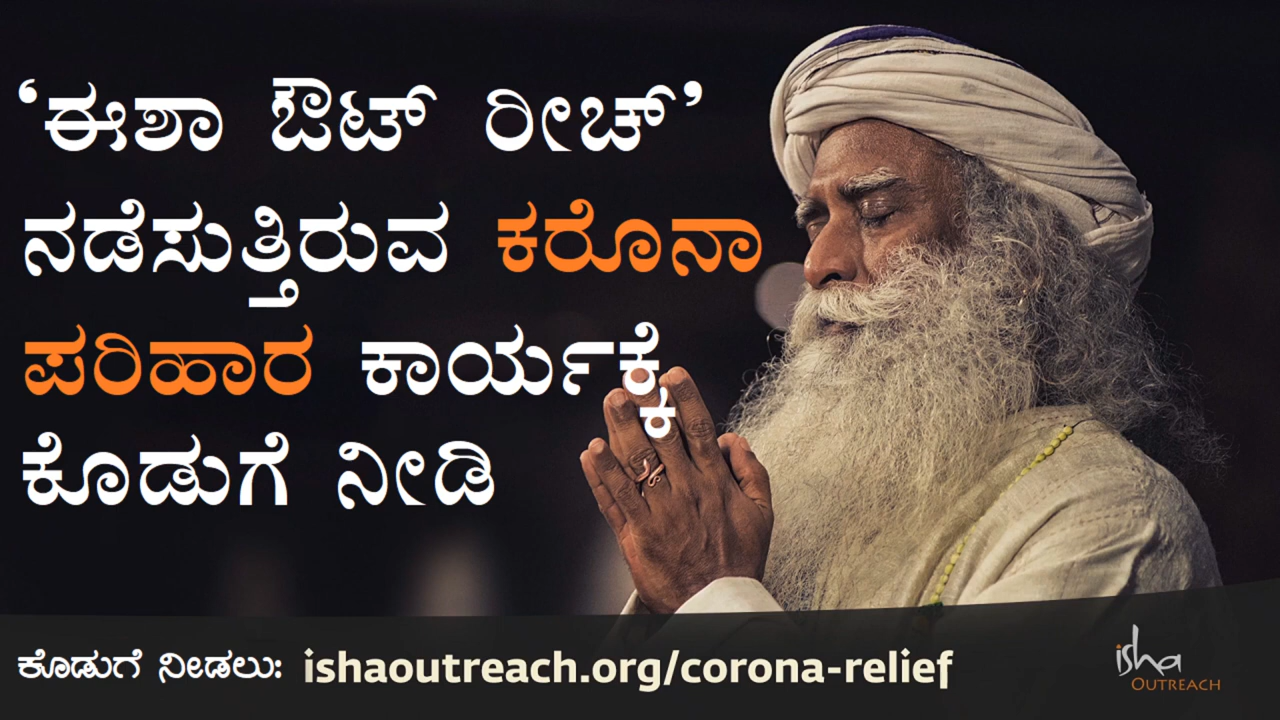 ‘ಈಶಾ ಔಟ್ ರೀಚ್’
ನಡೆಸುತ್ತಿರುವ ಕರೊನಾ
ಪರಿಹಾರ ಕಾರ್ಯಕ್ಕೆ
ಕೊಡುಗೆ ನೀಡಿ
ಕೊಡುಗೆ ನೀಡಲು: ishaoutreach.org/corona-relief
isha
OUTREACH